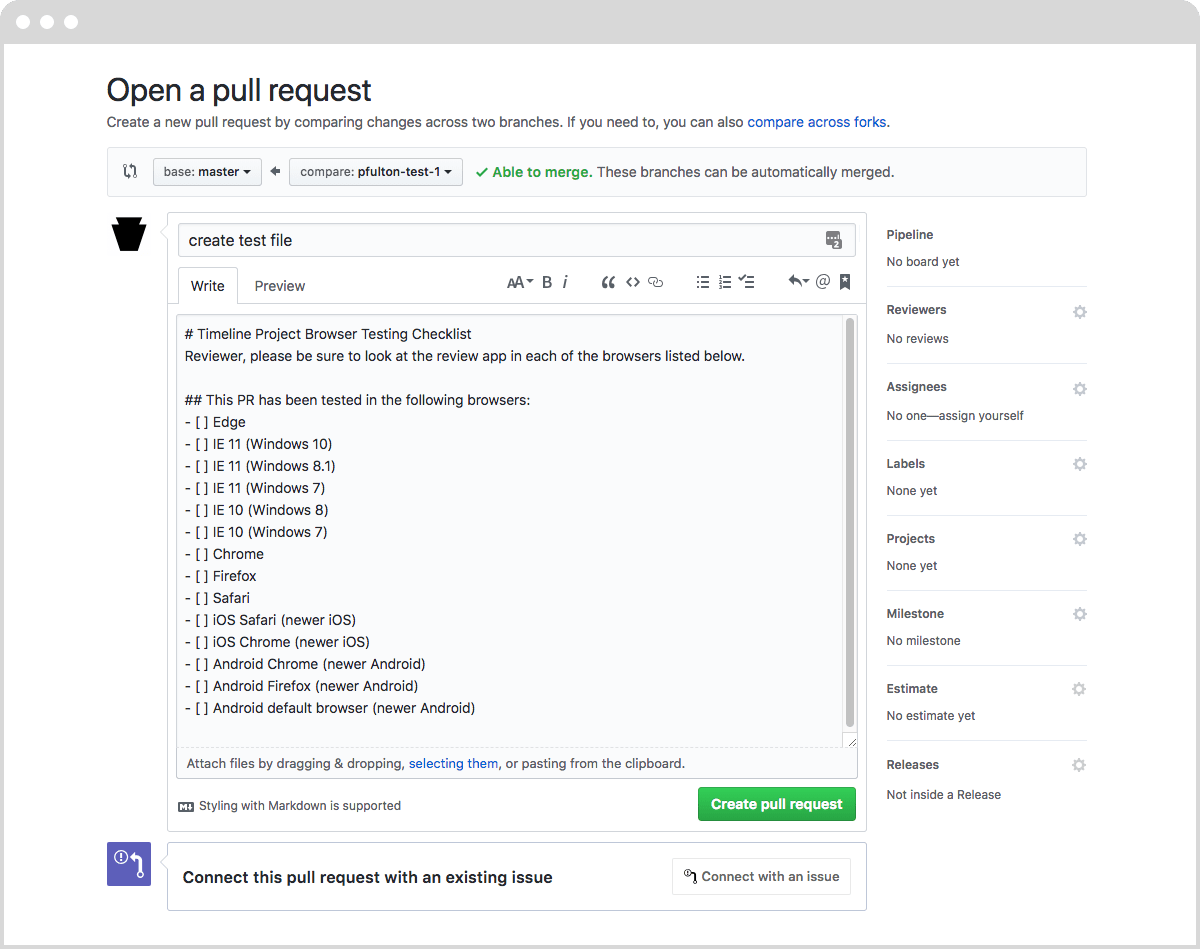 Open a pull request
Create a new pull request by comparing changes across two branches. If you need to, you can also compare across forks.
base: master
compare: pfulton-test-1
Able to merge. These branches can be automatically merged.
create test file
2
Write
Preview
AA B i
1 2 3
@
# Timeline Project Browser Testing Checklist
Reviewer, please be sure to look at the review app in each of the browsers listed below.
## This PR has been tested in the following browsers:
- [ ] Edge
- [ ] IE 11 (Windows 10)
- [ ] IE 11 (Windows 8.1)
- [ ] IE 11 (Windows 7)
- [ ] IE 10 (Windows 8)
- [ ] IE 10 (Windows 7)
- [ ] Chrome
- [ ] Firefox
- [ ] Safari
- [ ] iOS Safari (newer iOS)
- [ ] iOS Chrome (newer iOS)
- [ ] Android Chrome (newer Android)
- [ ] Android Firefox (newer Android)
- [ ] Android default browser (newer Android)
Attach files by dragging & dropping, selecting them, or pasting from the clipboard.
Styling with Markdown is supported
Create pull request
Connect this pull request with an existing issue
Connect with an issue
Pipeline
No board yet
Reviewers
No reviews
Assignees
No one—assign yourself
Labels
None yet
Projects
None yet
Milestone
No milestone
Estimate
No estimate yet
Releases
Not inside a Release